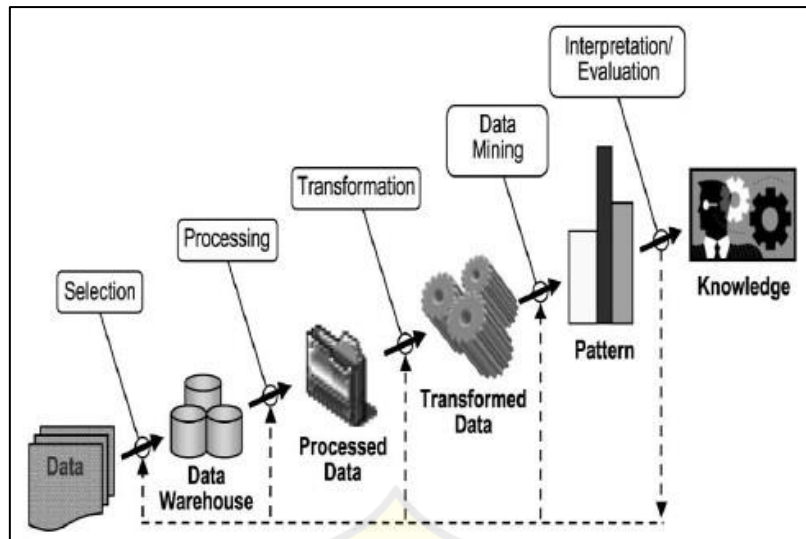 Interpretation/
Evaluation
Data
Mining
Transformation
Processing
Selection
Knowledge
Pattern
Transformed
Data
Processed
Data
Data
Warehouse
Data